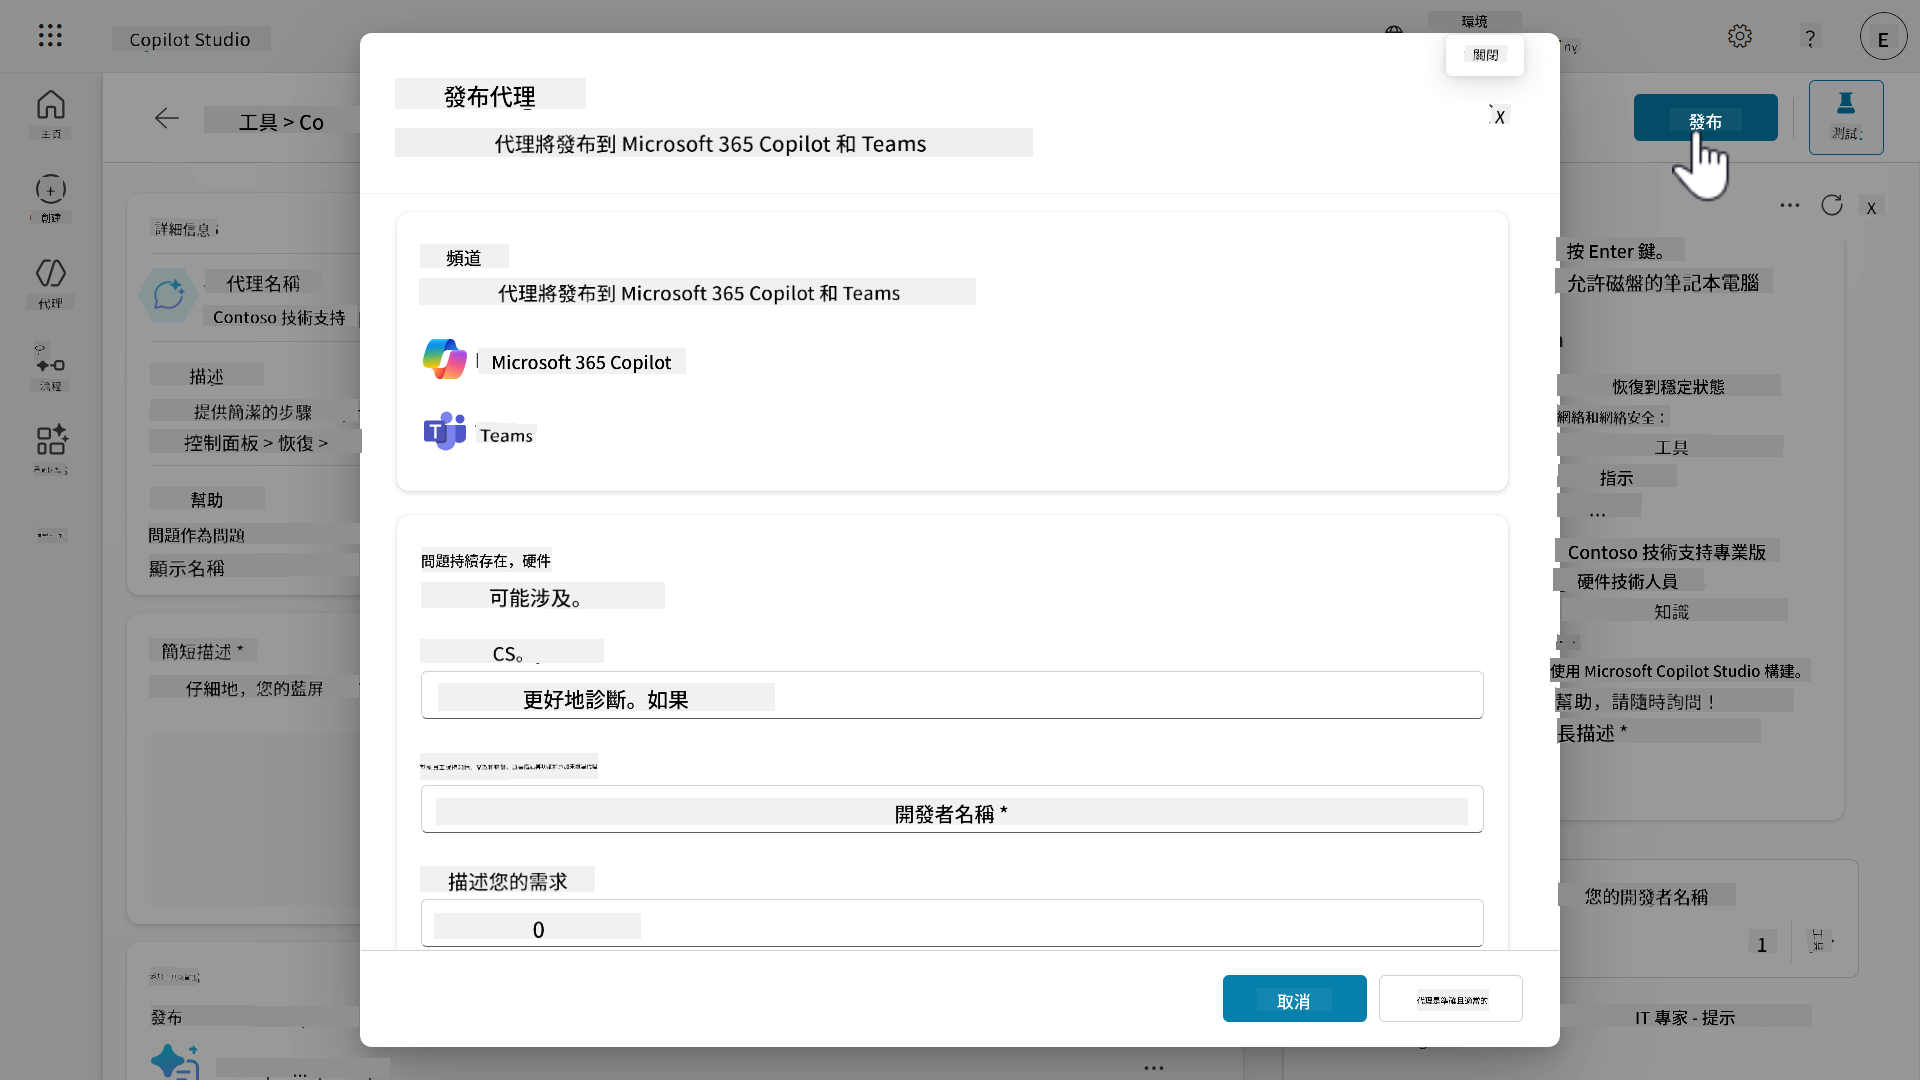 Copilot Studio
環境
關閉
?
E
主頁
創建
代理
流程
工具 > Co
發布
測試
詳細信息
代理名稱
Contoso 技術支持
描述
提供簡潔的步驟
控制面板 > 恢復 >
幫助
問題作為問題
顯示名稱
簡短描述 *
仔細地，您的藍屏
發布
發布代理
代理將發布到 Microsoft 365 Copilot 和 Teams
X
頻道
代理將發布到 Microsoft 365 Copilot 和 Teams
Microsoft 365 Copilot
Teams
問題持續存在，硬件
可能涉及。
CS。
更好地診斷。如果
開發者名稱 *
描述您的需求
0
取消
代理是準確且適當的
X
按 Enter 鍵。
允許磁盤的筆記本電腦
恢復到穩定狀態
網絡和網絡安全：
工具
指示
...
Contoso 技術支持專業版
硬件技術人員
知識
使用 Microsoft Copilot Studio 構建。
幫助，請隨時詢問！
長描述 *
您的開發者名稱
1
工具
IT 專家 - 提示